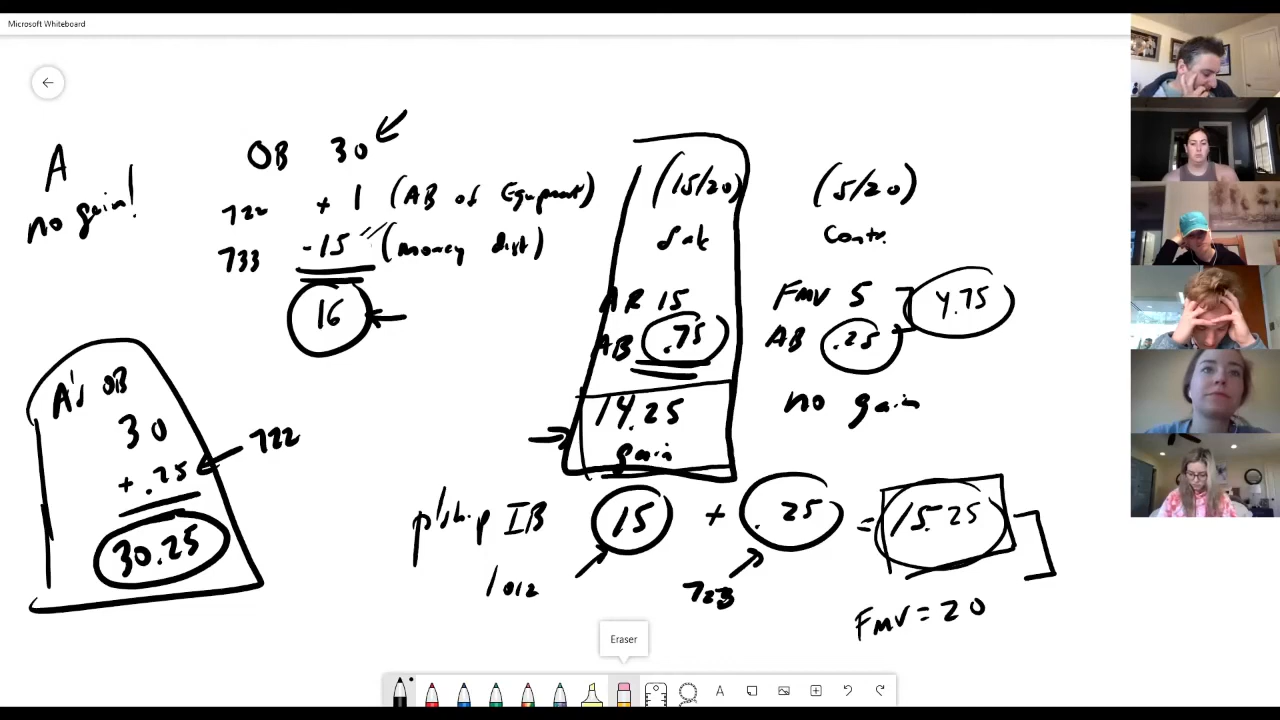 Microsoft Whiteboard
A
no gain!
OB 30
722 + 1 (AB of Equipment)
733 -15 (money dist)
16
A's OB
30
+ .25
722
30.25
(15/20)
Sale
AR 15
AB .75
14.25
gain
(5/20)
Contr.
FMV 5
AB .25
4.75
no gain
p'ship IB 15 + .25 = 15.25
1012
723
FMV = 20
Eraser
A